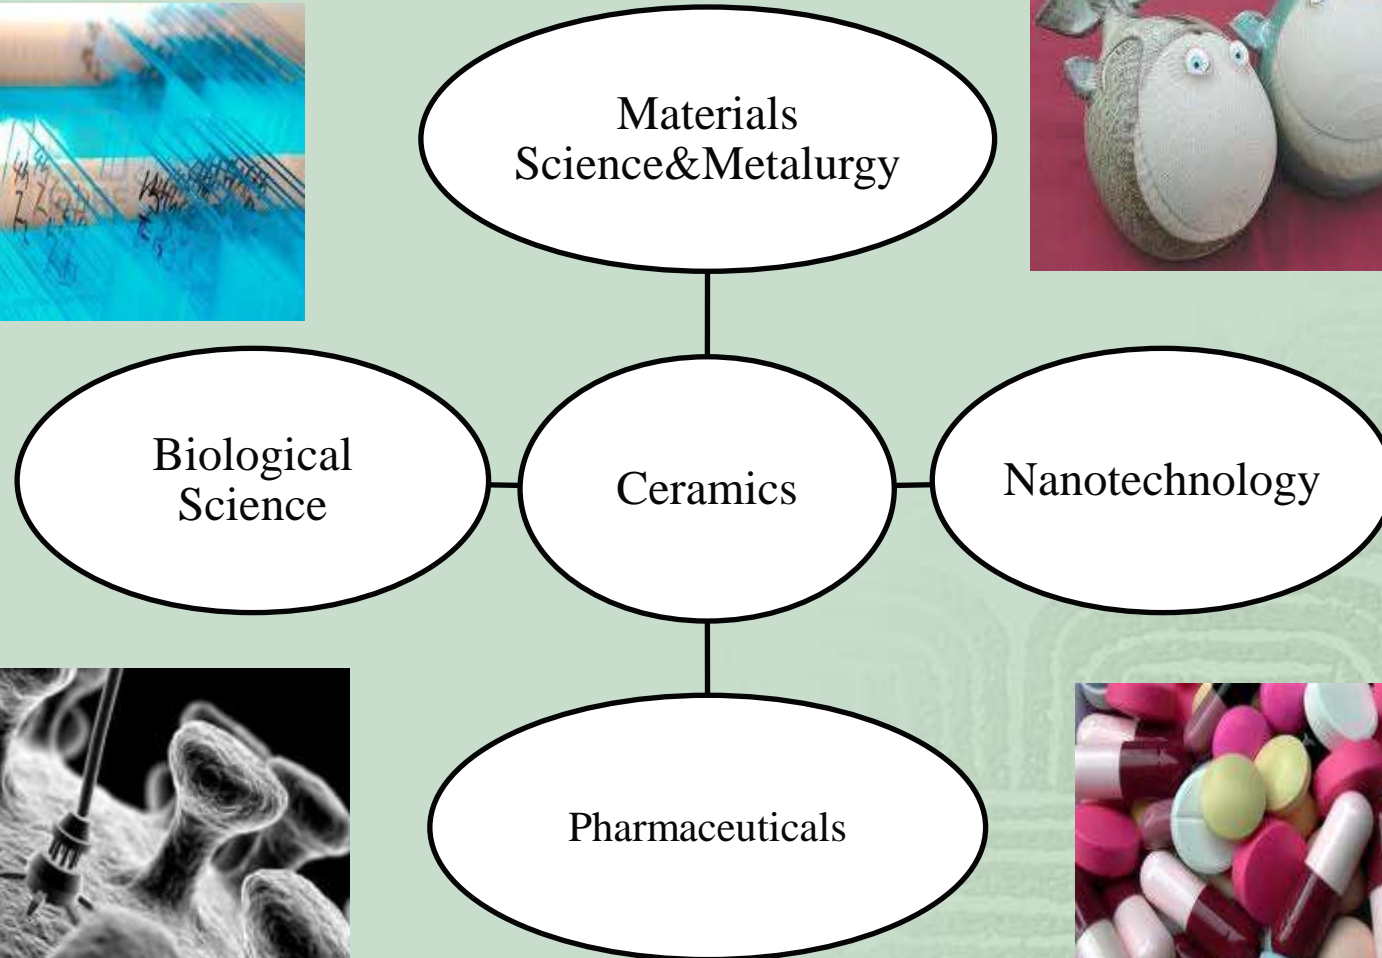 Materials
Science&Metalurgy
Biological
Science
Ceramics
Nanotechnology
Pharmaceuticals